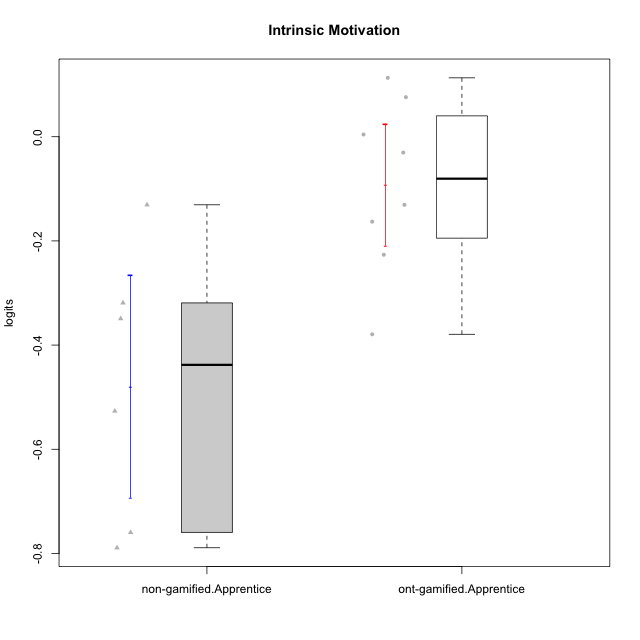 Intrinsic Motivation
logits
0.0
-0.2
-0.4
-0.6
-0.8
non-gamified.Apprentice
ont-gamified.Apprentice